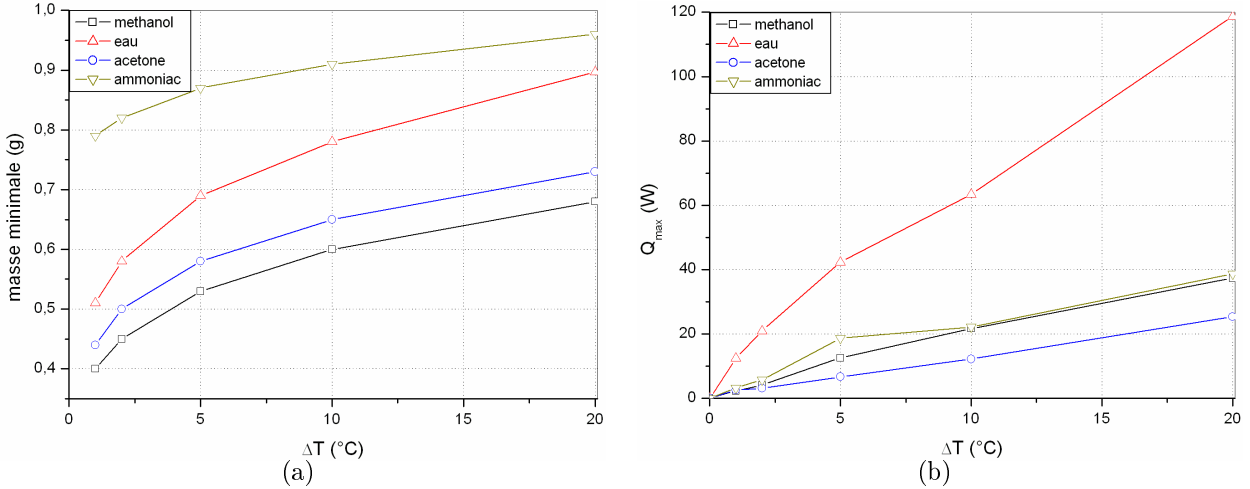 methanol
eau
acetone
ammoniac
1,0
0,9
0,8
0,7
0,6
0,5
0,4
masse minimale (g)
0 5 10 15 20
ΔT (°C)
(a)
methanol
eau
acetone
ammoniac
120
100
80
60
40
20
0
Qmax (W)
0 5 10 15 20
ΔT (°C)
(b)